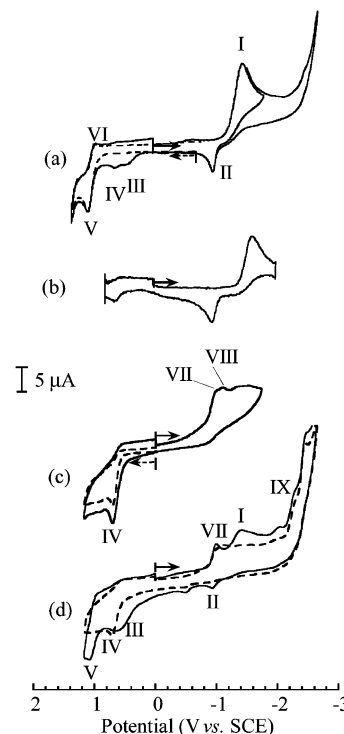 I
VI
(a)
IV III
II
V
(b)
5 μA
VIII
VII
(c)
IV
IX
VII I
(d)
II
IV III
V
2 1 0 -1 -2 -3
Potential (V vs. SCE)